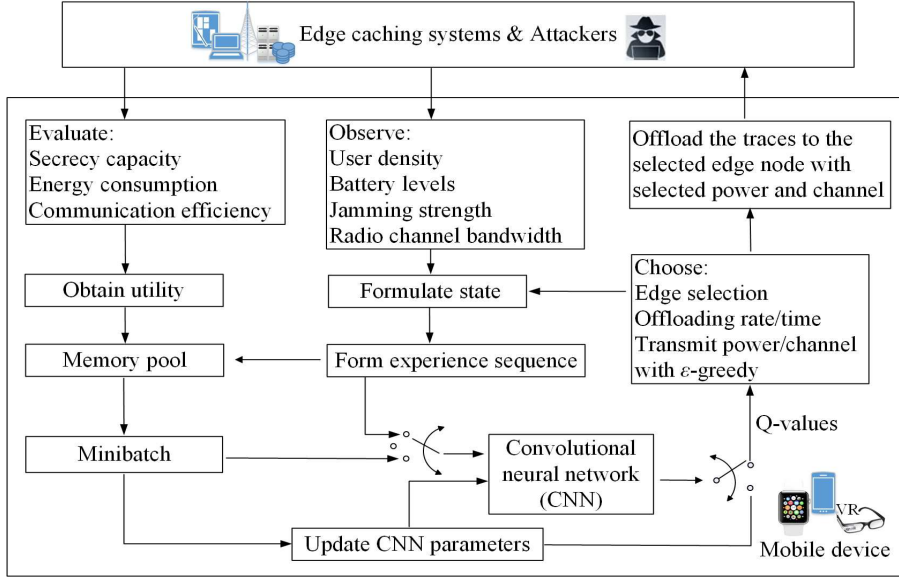 Edge caching systems & Attackers
Evaluate:
Secrecy capacity
Energy consumption
Communication efficiency
Observe:
User density
Battery levels
Jamming strength
Radio channel bandwidth
Offload the traces to the
selected edge node with
selected power and channel
Obtain utility
Formulate state
Choose:
Edge selection
Offloading rate/time
Transmit power/channel
with ε-greedy
Memory pool
Form experience sequence
Q-values
Minibatch
Convolutional
neural network
(CNN)
VR
Update CNN parameters
Mobile device